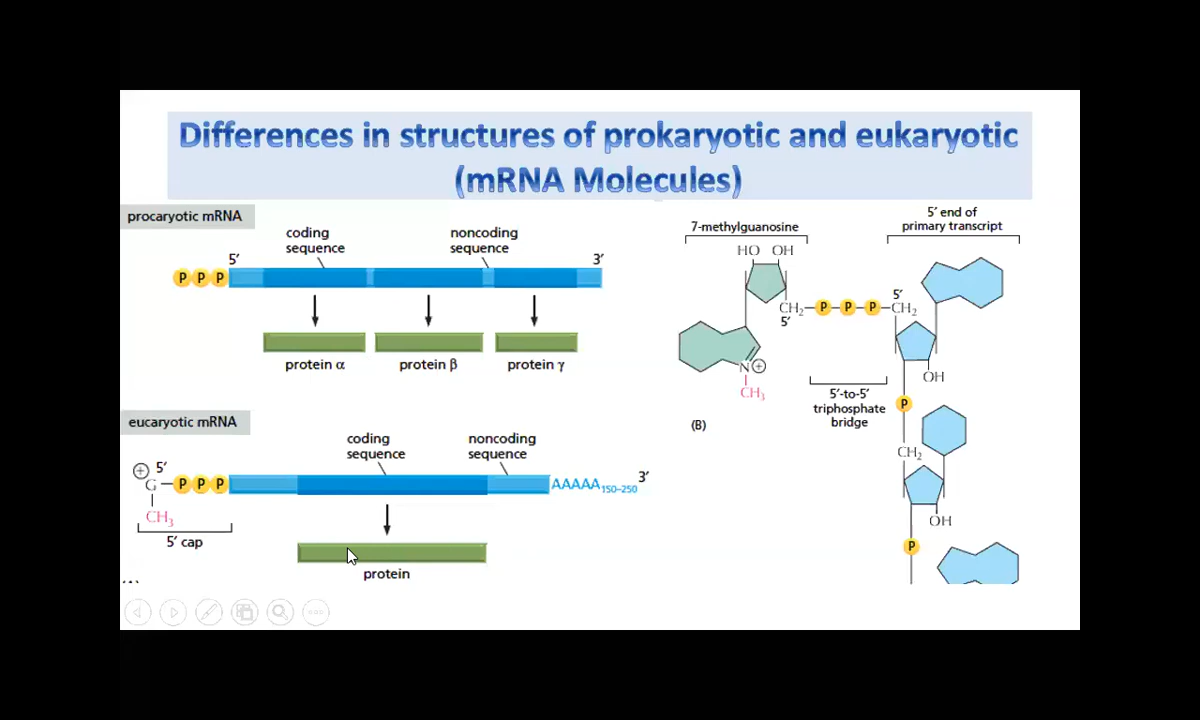 Differences in structures of prokaryotic and eukaryotic
(mRNA Molecules)
procaryotic mRNA
coding
sequence
noncoding
sequence
5′
3′
P P P
protein α
protein β
protein γ
eucaryotic mRNA
coding
sequence
noncoding
sequence
+
5′
3′
G
P P P
AAAAA150–250
CH3
5′ cap
protein
7-methylguanosine
5′ end of
primary transcript
HO OH
CH2
5′
P P P
5′
CH2
N
+
CH3
OH
5′-to-5′
triphosphate
bridge
P
(B)
CH2
OH
P